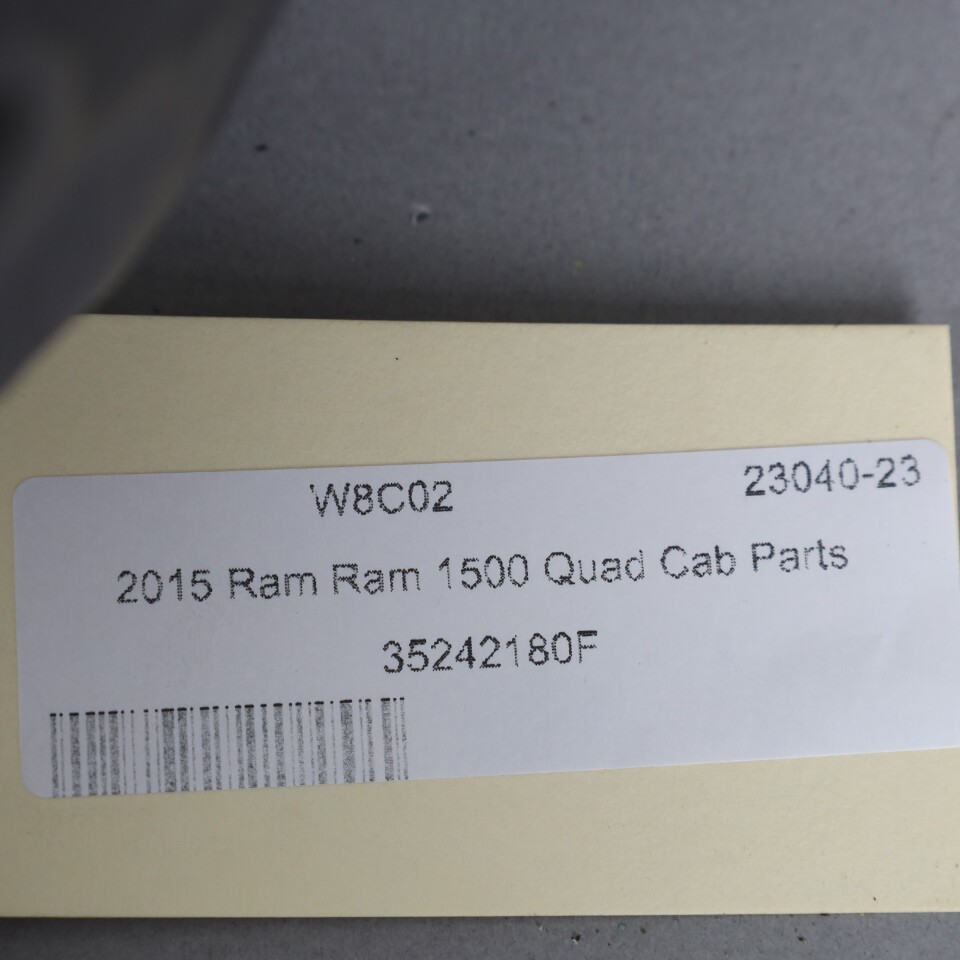 W8C02 23040-23
2015 Ram Ram 1500 Quad Cab Parts
35242180F